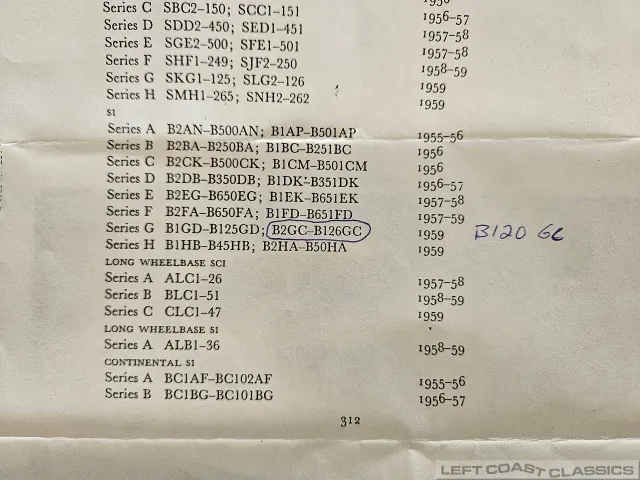 Series C SBC2–150; SCC1–151 1956
Series D SDD2–450; SED1–451 1956–57
Series E SGE2–500; SFE1–501 1957–58
Series F SHF1–249; SJF2–250 1957–58
Series G SKG1–125; SLG2–126 1958–59
Series H SMH1–265; SNH2–262 1959
1959
S1
Series A B2AN–B500AN; B1AP–B501AP 1955–56
Series B B2BA–B250BA; B1BC–B251BC 1956
Series C B2CK–B500CK; B1CM–B501CM 1956
Series D B2DB–B350DB; B1DK–B351DK 1956–57
Series E B2EG–B650EG; B1EK–B651EK 1957–58
Series F B2FA–B650FA; B1FD–B651FD 1957–59
Series G B1GD–B125GD; B2GC–B126GC 1959 B120 GC
Series H B1HB–B45HB; B2HA–B50HA 1959
LONG WHEELBASE SC1
Series A ALC1–26 1957–58
Series B BLC1–51 1958–59
Series C CLC1–47 1959
LONG WHEELBASE S1
Series A ALB1–36 1958–59
CONTINENTAL S1
Series A BC1AF–BC102AF 1955–56
Series B BC1BG–BC101BG 1956–57
312
LEFT COAST CLASSICS